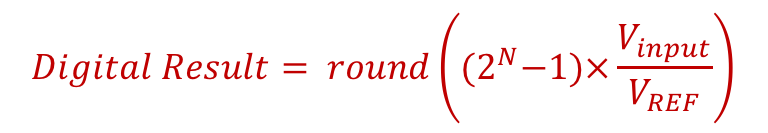 Digital Result = round((2^N−1)×V_input/V_REF)